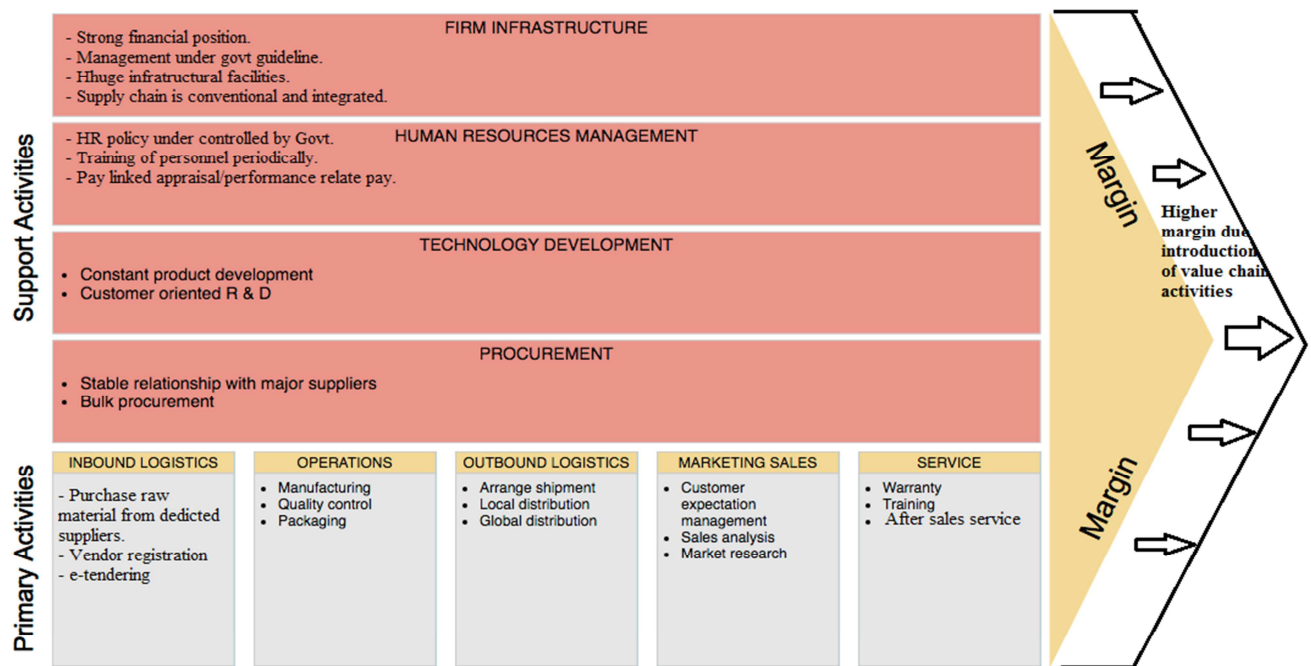 Support Activities
FIRM INFRASTRUCTURE
- Strong financial position.
- Management under govt guideline.
- Hhuge infratructural facilities.
- Supply chain is conventional and integrated.
HUMAN RESOURCES MANAGEMENT
- HR policy under controlled by Govt.
- Training of personnel periodically.
- Pay linked appraisal/performance relate pay.
TECHNOLOGY DEVELOPMENT
• Constant product development
• Customer oriented R & D
PROCUREMENT
• Stable relationship with major suppliers
• Bulk procurement
Primary Activities
INBOUND LOGISTICS
- Purchase raw
material from dedicted
suppliers.
- Vendor registration
- e-tendering
OPERATIONS
• Manufacturing
• Quality control
• Packaging
OUTBOUND LOGISTICS
• Arrange shipment
• Local distribution
• Global distribution
MARKETING SALES
• Customer
expectation
management
• Sales analysis
• Market research
SERVICE
• Warranty
• Training
• After sales service
Margin
Margin
Higher
margin due
introduction
of value chain
activities